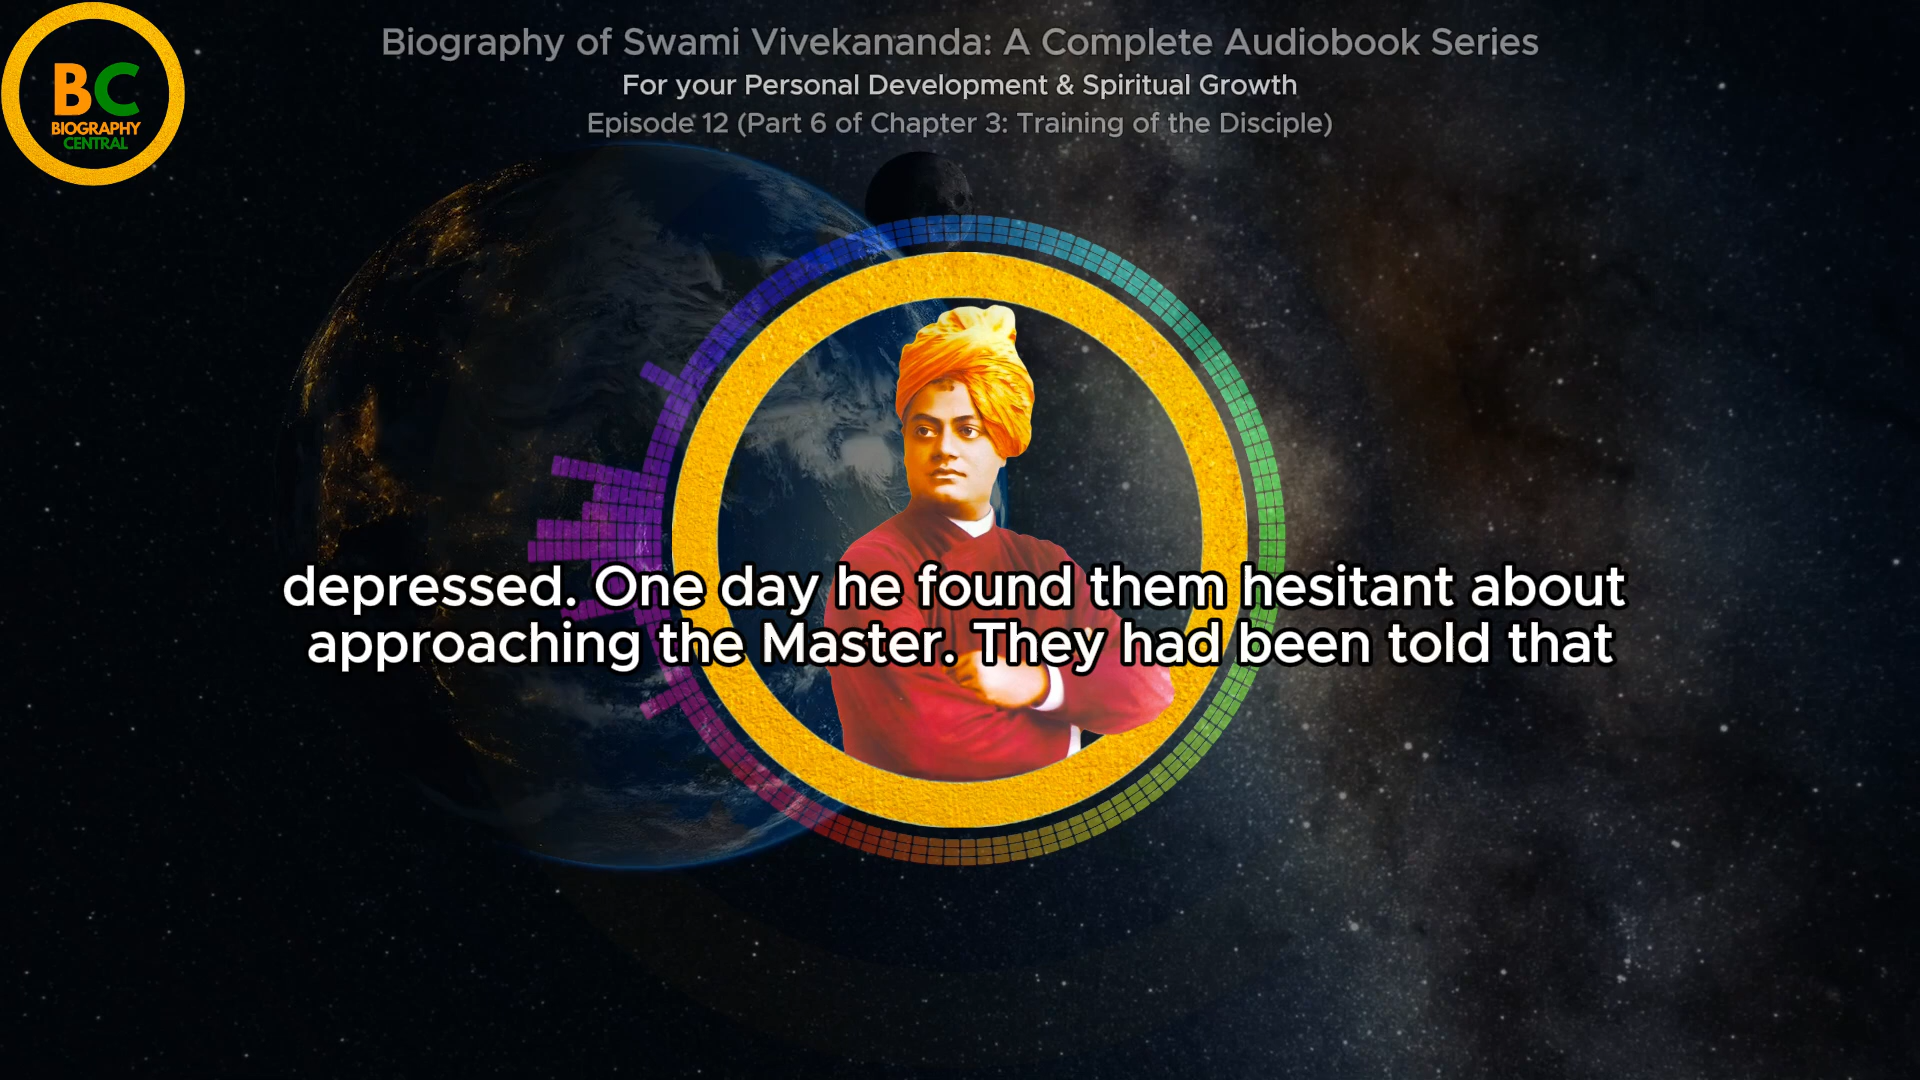 Biography of Swami Vivekananda: A Complete Audiobook Series
For your Personal Development & Spiritual Growth
Episode 12 (Part 6 of Chapter 3: Training of the Disciple)
BC
BIOGRAPHY
CENTRAL
depressed. One day he found them hesitant about
approaching the Master. They had been told that